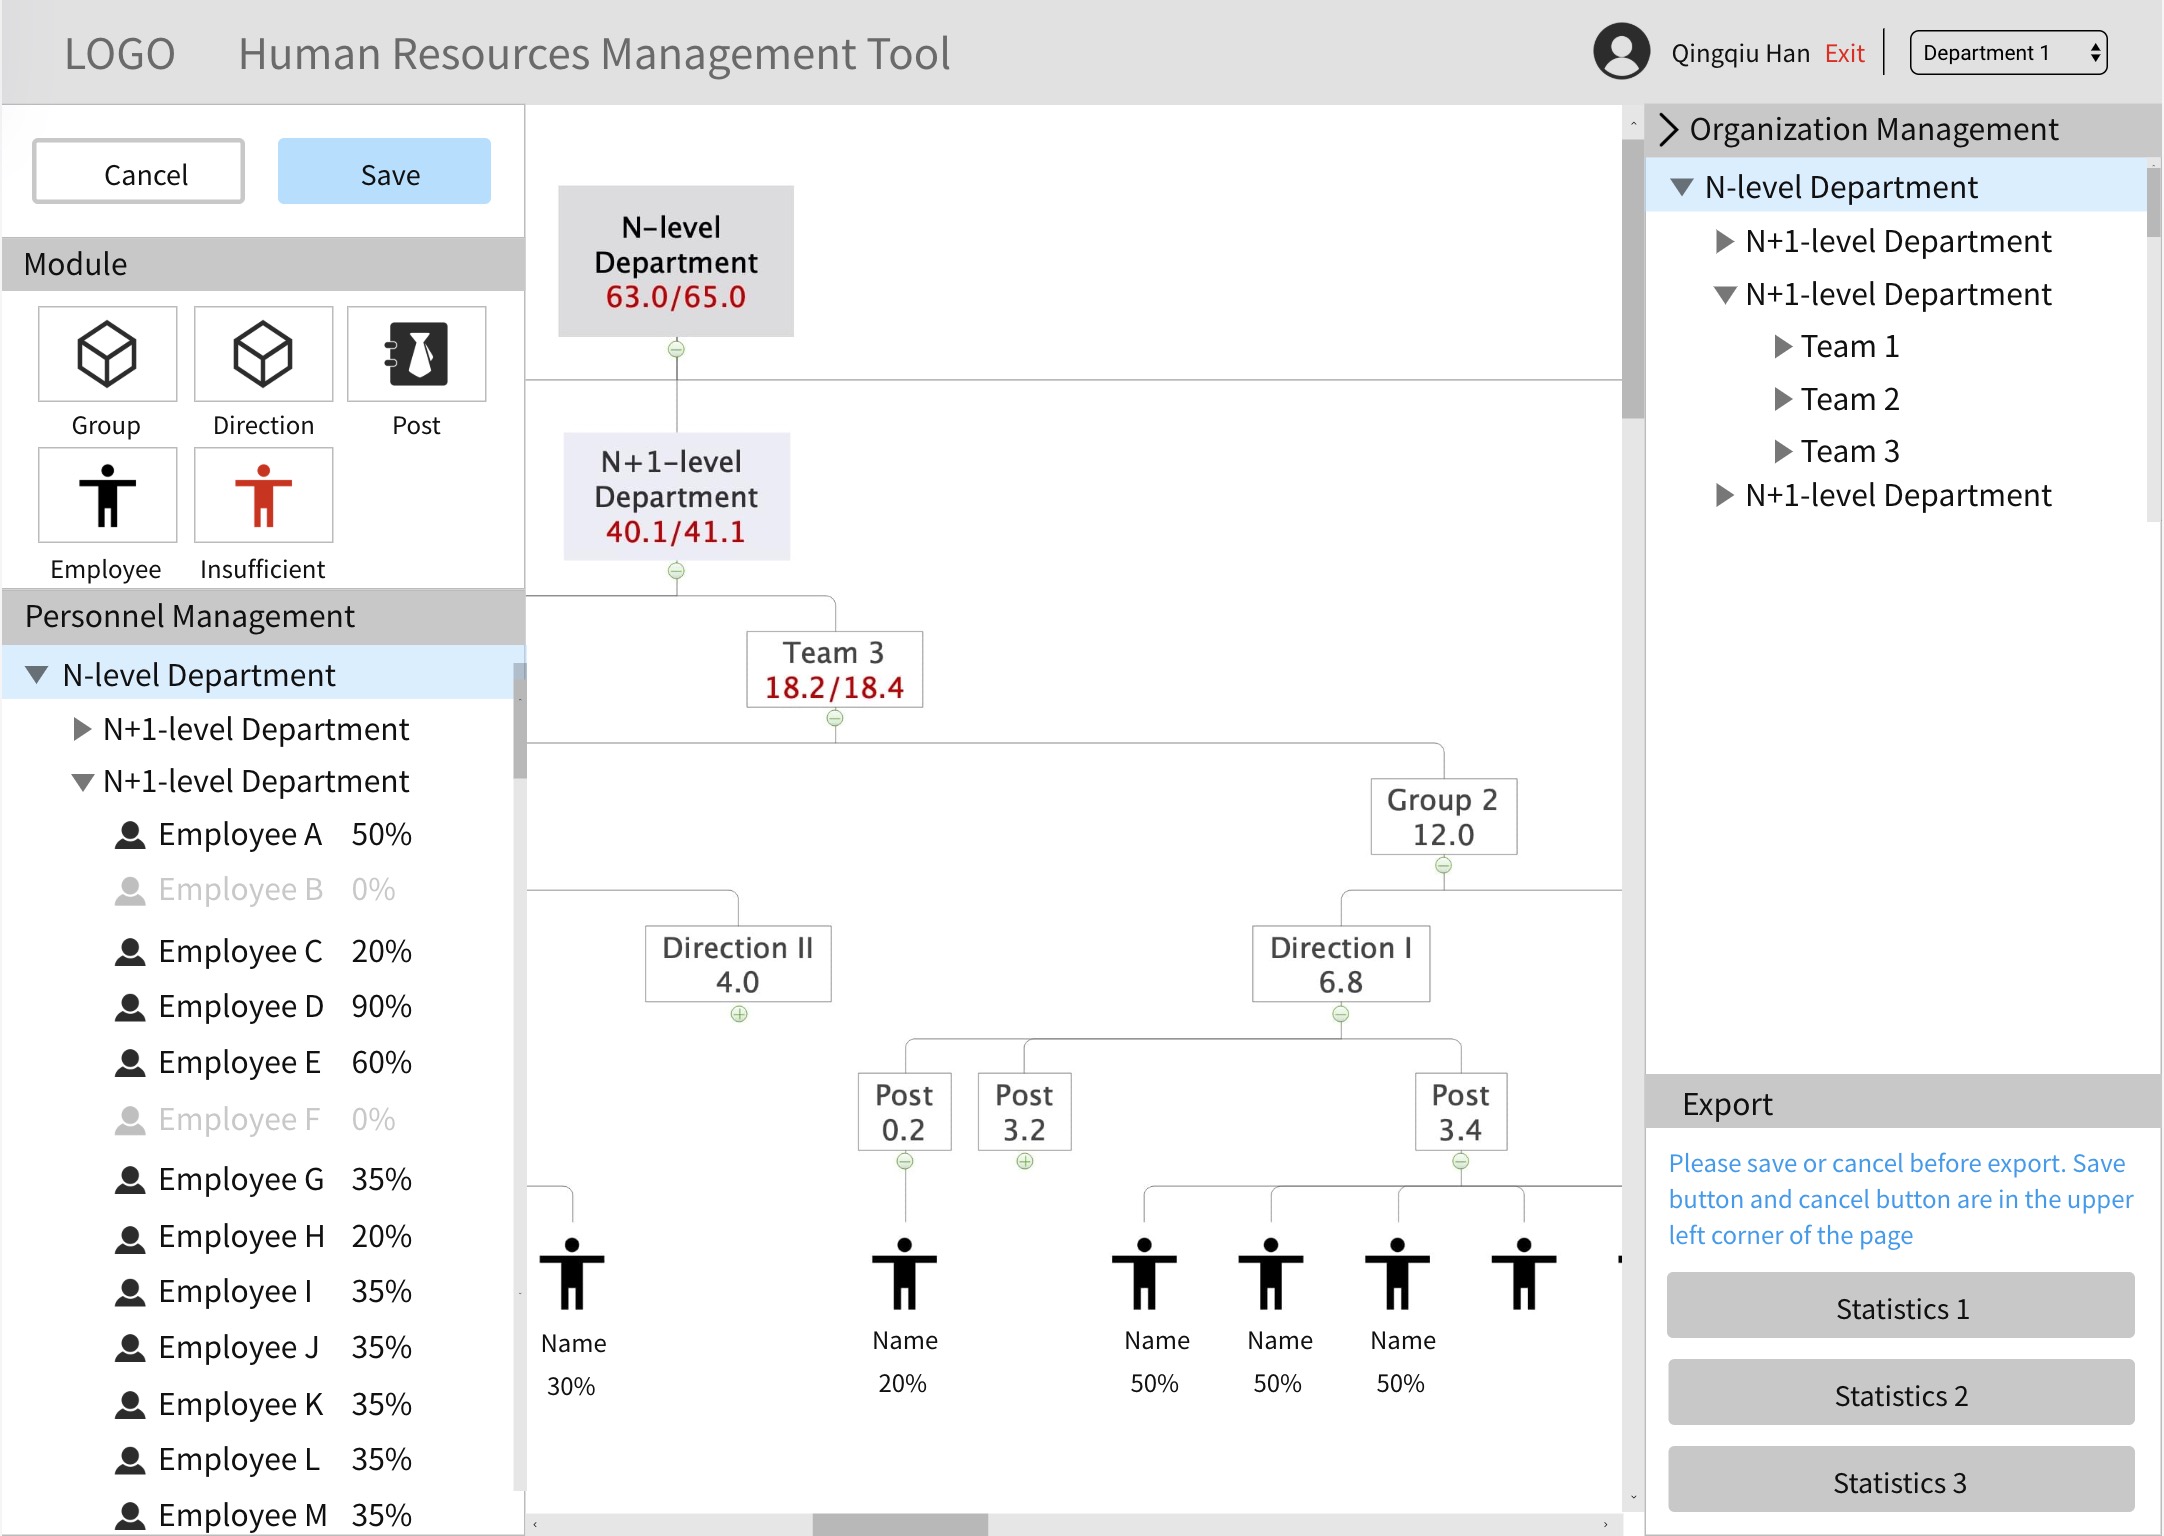 LOGO
Human Resources Management Tool
Qingqiu Han
Exit
Department 1
Cancel
Save
Module
Group
Direction
Post
Employee
Insufficient
Personnel Management
N-level Department
N+1-level Department
N+1-level Department
Employee A 50%
Employee B 0%
Employee C 20%
Employee D 90%
Employee E 60%
Employee F 0%
Employee G 35%
Employee H 20%
Employee I 35%
Employee J 35%
Employee K 35%
Employee L 35%
Employee M 35%
N-level
Department
63.0/65.0
N+1-level
Department
40.1/41.1
Team 3
18.2/18.4
Group 2
12.0
Direction II
4.0
Direction I
6.8
Post
0.2
Post
3.2
Post
3.4
Name
30%
Name
20%
Name
50%
Name
50%
Name
50%
Organization Management
N-level Department
N+1-level Department
N+1-level Department
Team 1
Team 2
Team 3
N+1-level Department
Export
Please save or cancel before export. Save
button and cancel button are in the upper
left corner of the page
Statistics 1
Statistics 2
Statistics 3